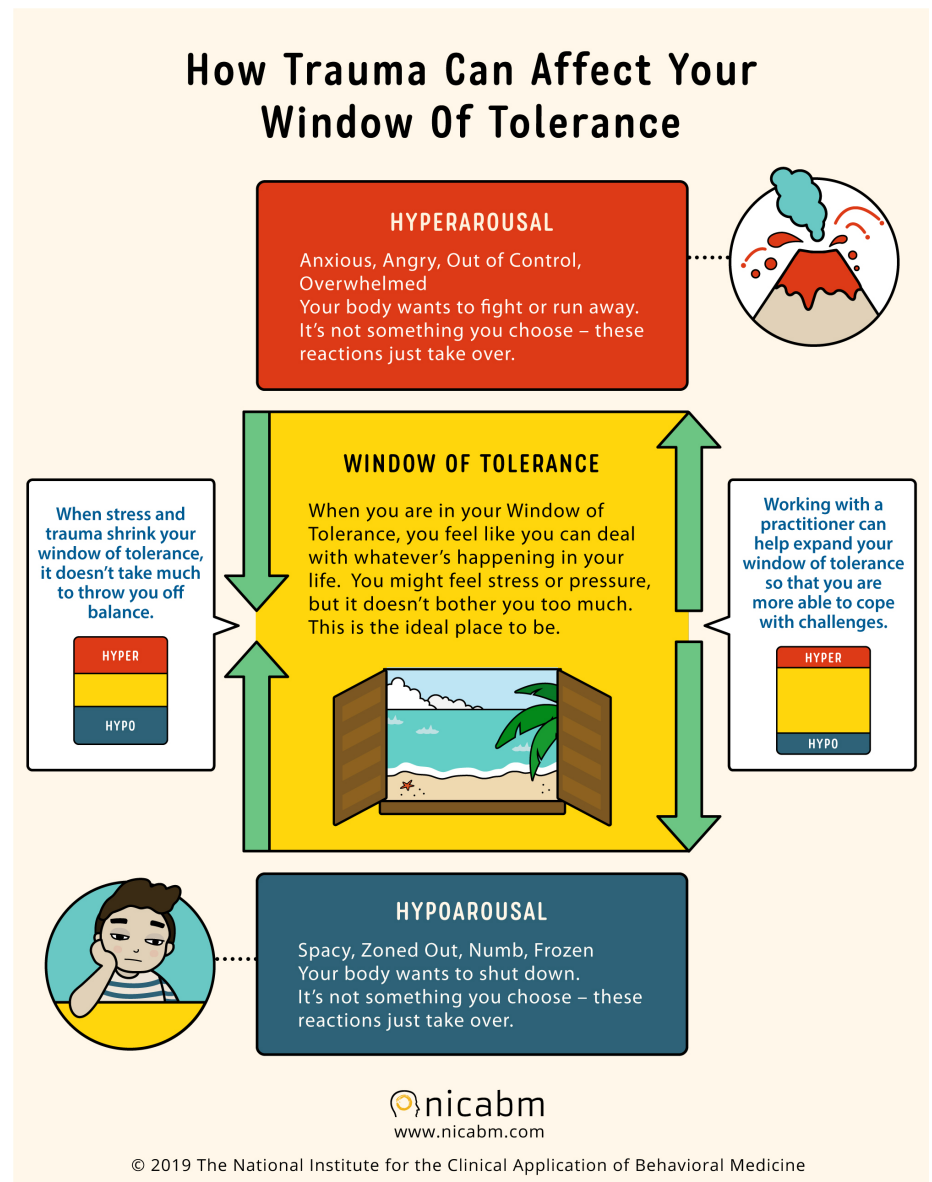 How Trauma Can Affect Your
Window Of Tolerance
HYPERAROUSAL
Anxious, Angry, Out of Control,
Overwhelmed
Your body wants to fight or run away.
It’s not something you choose – these
reactions just take over.
WINDOW OF TOLERANCE
When you are in your Window of
Tolerance, you feel like you can deal
with whatever’s happening in your
life. You might feel stress or pressure,
but it doesn’t bother you too much.
This is the ideal place to be.
When stress and
trauma shrink your
window of tolerance,
it doesn’t take much
to throw you off
balance.
HYPER
HYPO
Working with a
practitioner can
help expand your
window of tolerance
so that you are
more able to cope
with challenges.
HYPER
HYPO
HYPOAROUSAL
Spacy, Zoned Out, Numb, Frozen
Your body wants to shut down.
It’s not something you choose – these
reactions just take over.
nicabm
www.nicabm.com
© 2019 The National Institute for the Clinical Application of Behavioral Medicine